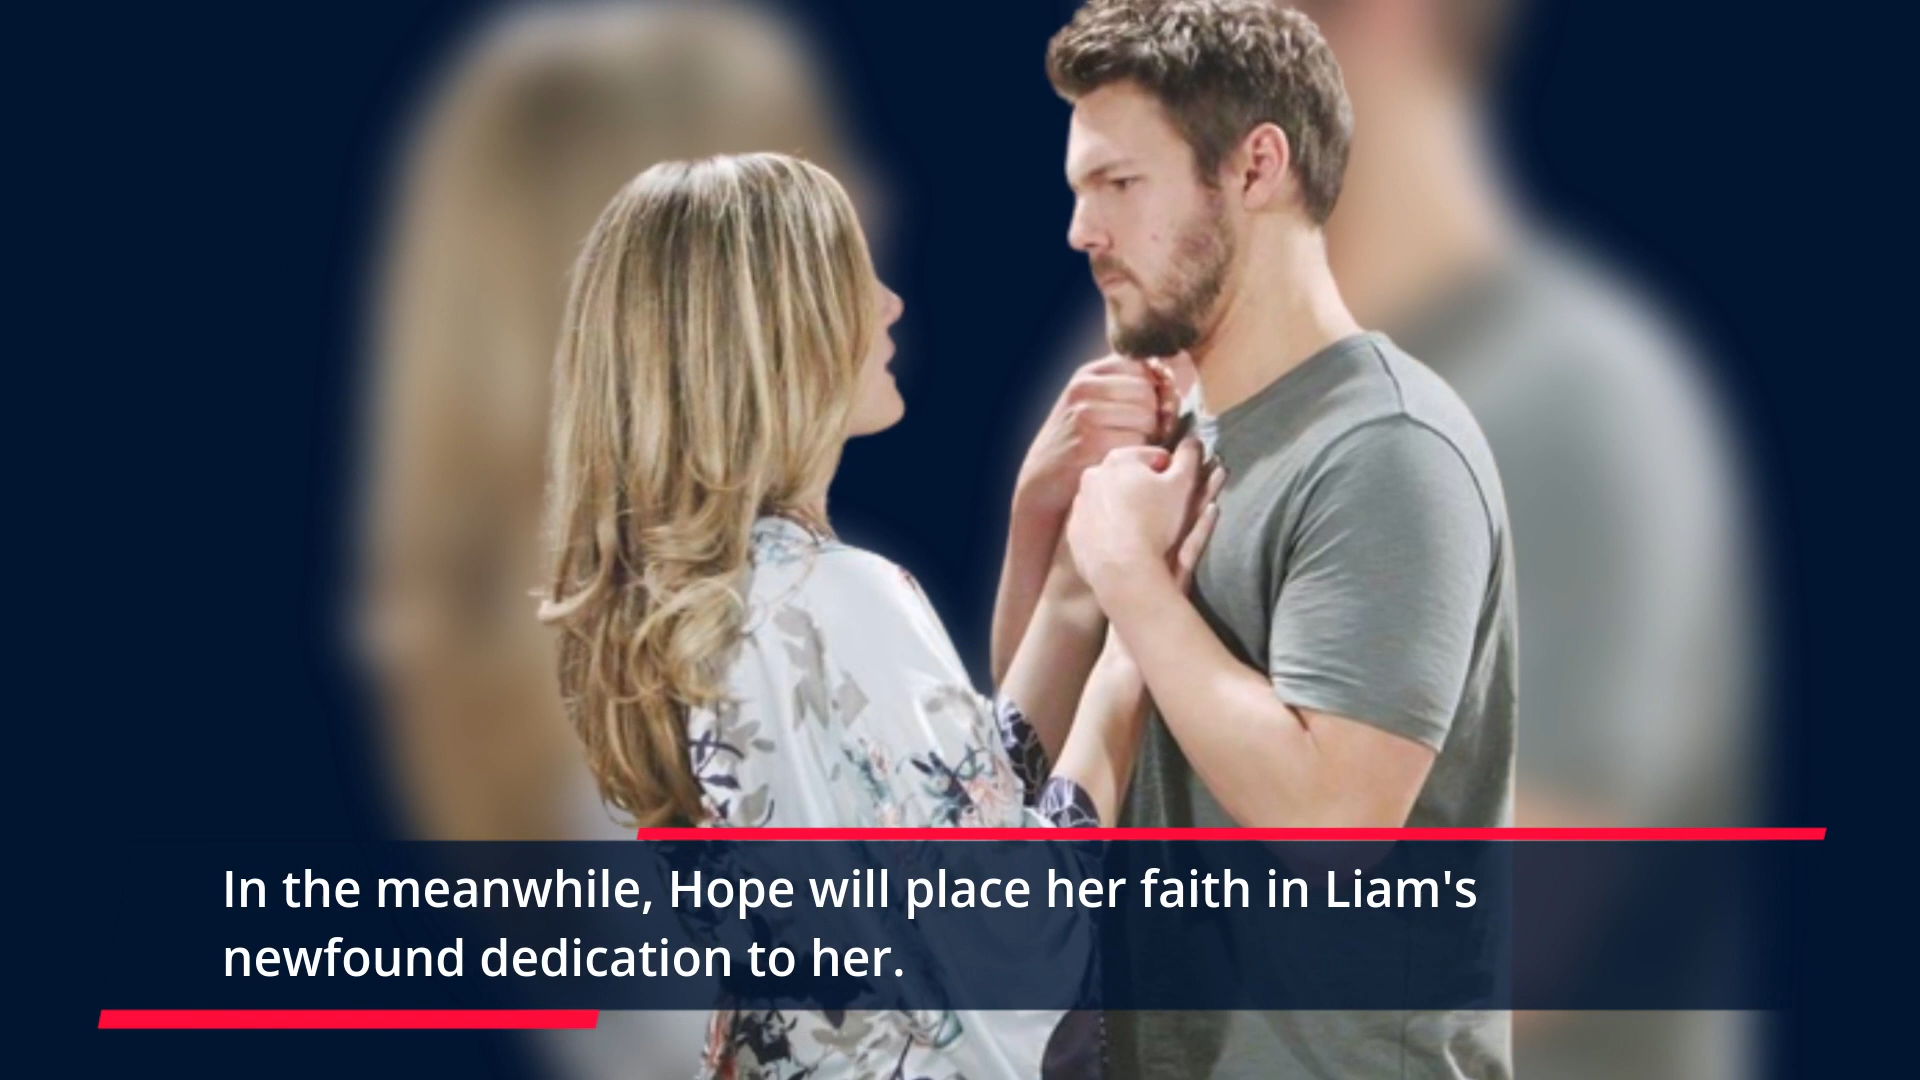 In the meanwhile, Hope will place her faith in Liam's
newfound dedication to her.